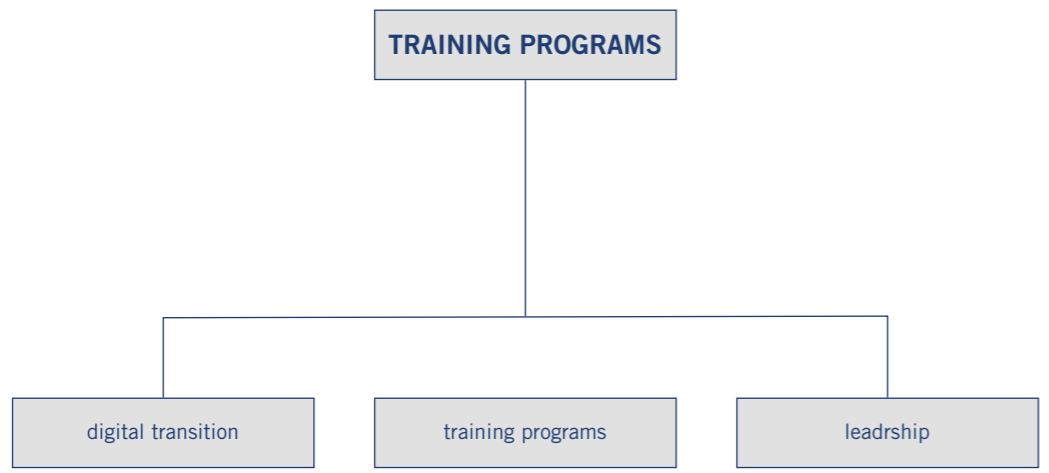 TRAINING PROGRAMS
digital transition
training programs
leadrship